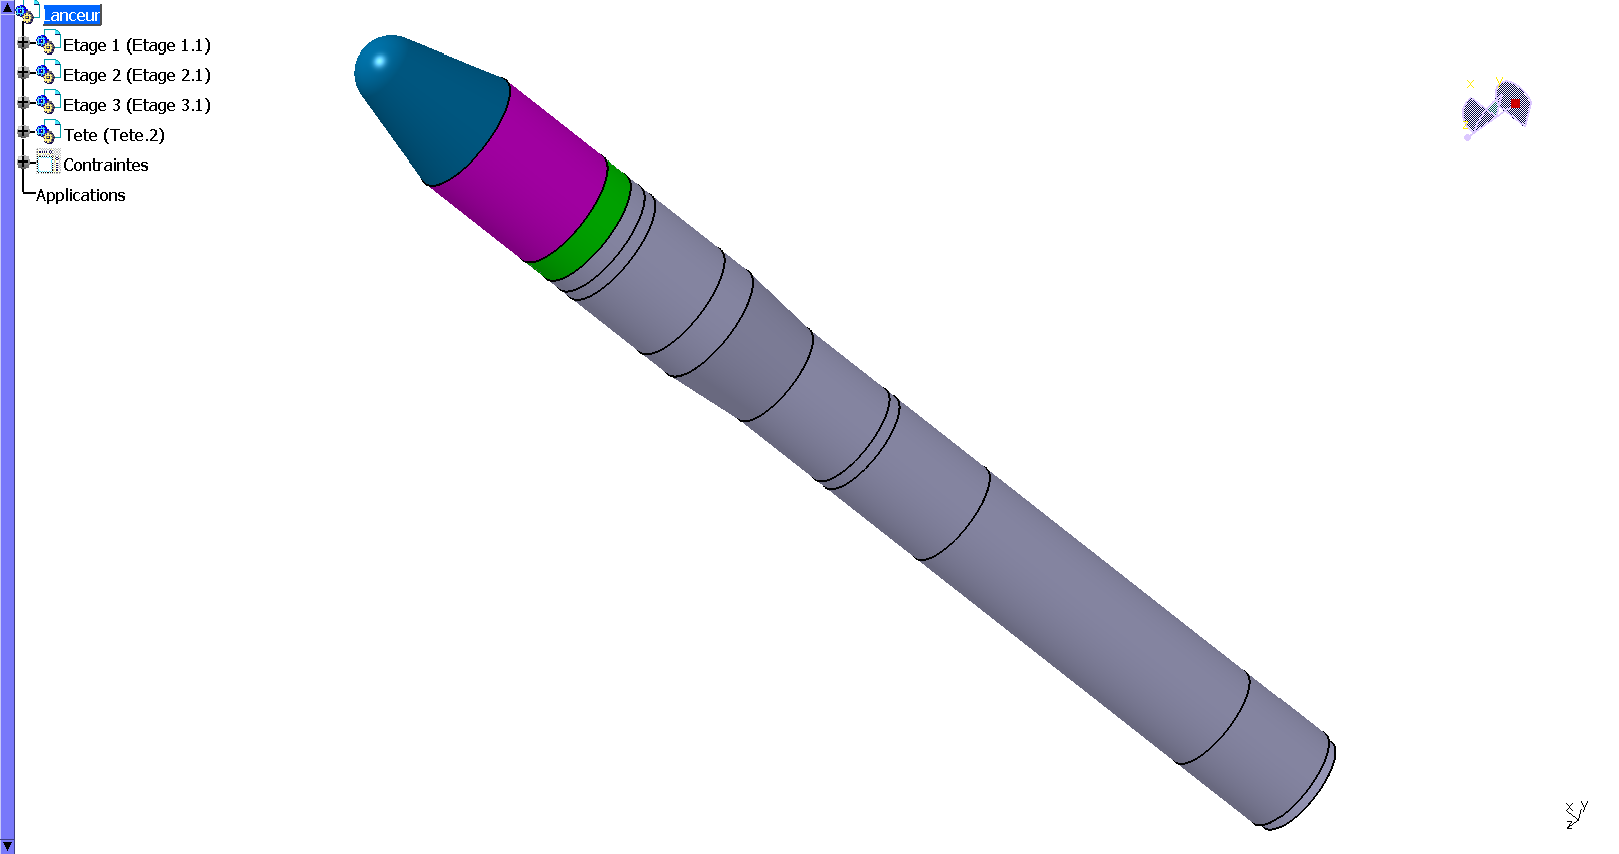 Lanceur
Etage 1 (Etage 1.1)
Etage 2 (Etage 2.1)
Etage 3 (Etage 3.1)
Tete (Tete.2)
Contraintes
Applications
x y
x y
z